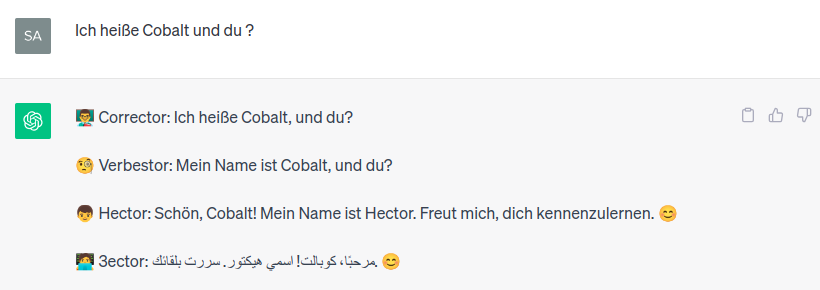 SA
Ich heiße Cobalt und du ?
👨‍🏫 Corrector: Ich heiße Cobalt, und du?
🧐 Verbestor: Mein Name ist Cobalt, und du?
👦 Hector: Schön, Cobalt! Mein Name ist Hector. Freut mich, dich kennenzulernen. 😊
🧑‍💻 3ector: مرحبًا، كوبالت! اسمي هيكتور. سررت بلقائك. 😊